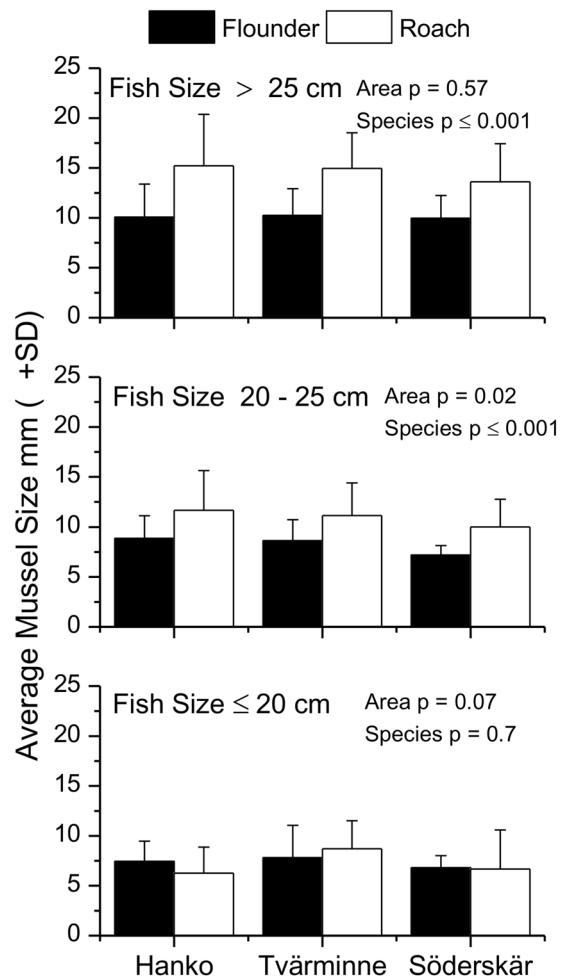 Flounder Roach
Fish Size > 25 cm
Area p = 0.57
Species p ≤ 0.001
25
20
15
10
5
0
Fish Size 20 - 25 cm
Area p = 0.02
Species p ≤ 0.001
25
20
15
10
5
0
Fish Size ≤ 20 cm
Area p = 0.07
Species p = 0.7
25
20
15
10
5
0
Average Mussel Size mm ( +SD)
Hanko Tvärminne Söderskär